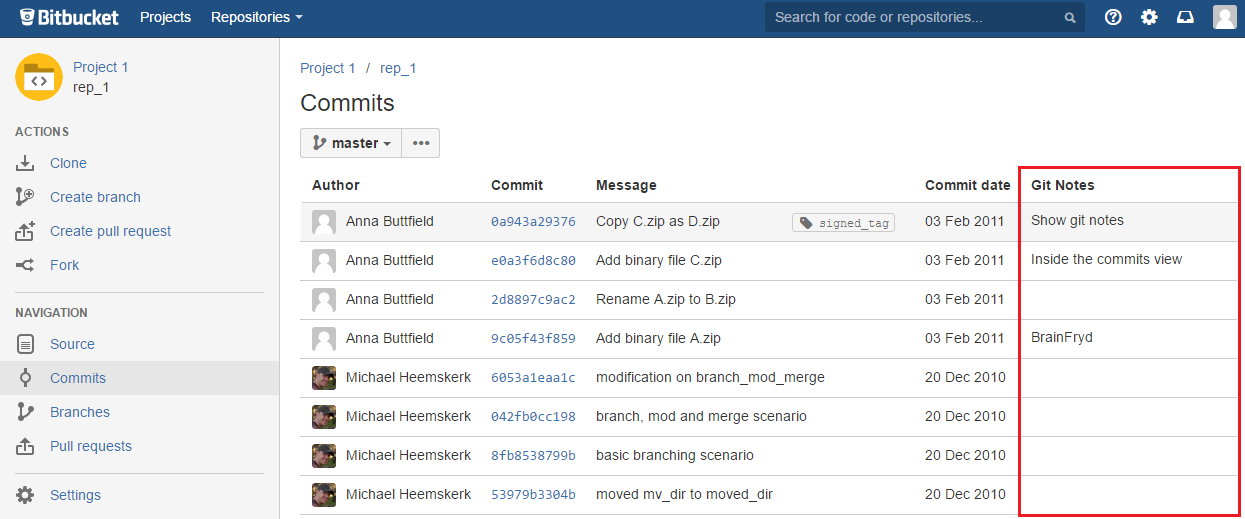 Bitbucket Projects Repositories Search for code or repositories...
Project 1
rep_1
ACTIONS
Clone
Create branch
Create pull request
Fork
NAVIGATION
Source
Commits
Branches
Pull requests
Settings
Project 1 / rep_1
Commits
master
Author Commit Message Commit date Git Notes
Anna Buttfield 0a943a29376 Copy C.zip as D.zip signed_tag 03 Feb 2011 Show git notes
Anna Buttfield e0a3f6d8c80 Add binary file C.zip 03 Feb 2011 Inside the commits view
Anna Buttfield 2d8897c9ac2 Rename A.zip to B.zip 03 Feb 2011
Anna Buttfield 9c05f43f859 Add binary file A.zip 03 Feb 2011 BrainFryd
Michael Heemskerk 6053a1eaa1c modification on branch_mod_merge 20 Dec 2010
Michael Heemskerk 042fb0cc198 branch, mod and merge scenario 20 Dec 2010
Michael Heemskerk 8fb8538799b basic branching scenario 20 Dec 2010
Michael Heemskerk 53979b3304b moved mv_dir to moved_dir 20 Dec 2010